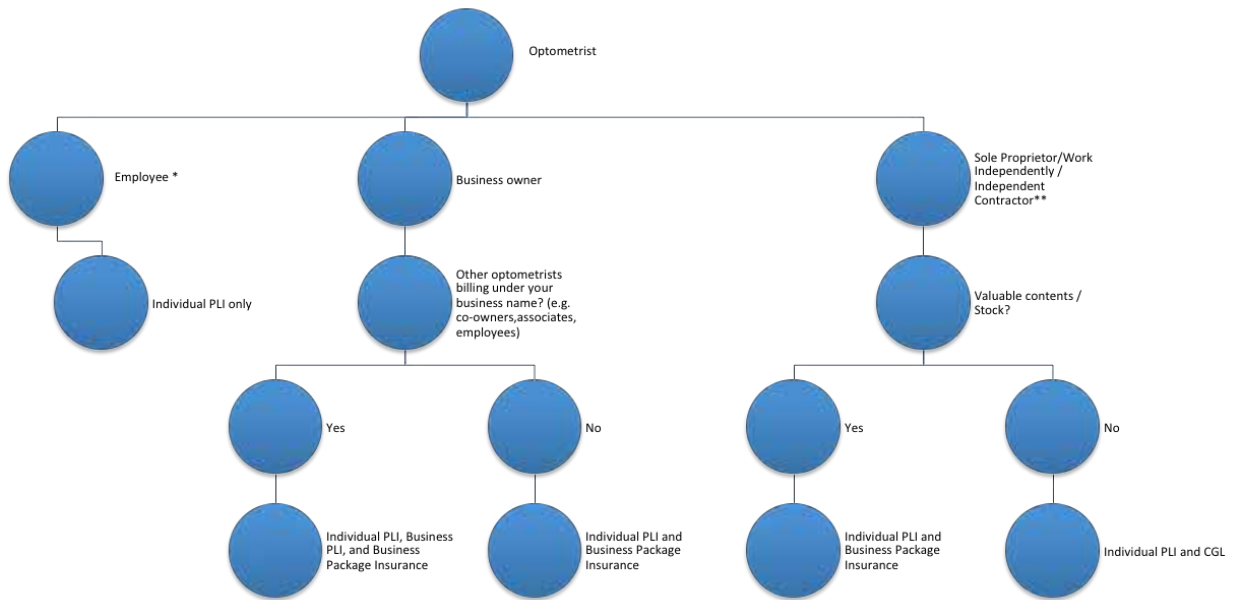 Optometrist
Employee *
Business owner
Sole Proprietor/Work
Independently /
Independent
Contractor**
Individual PLI only
Other optometrists
billing under your
business name? (e.g.
co-owners,associates,
employees)
Valuable contents /
Stock?
Yes
No
Yes
No
Individual PLI, Business
PLI, and Business
Package Insurance
Individual PLI and
Business Package
Insurance
Individual PLI and
Business Package
Insurance
Individual PLI and CGL